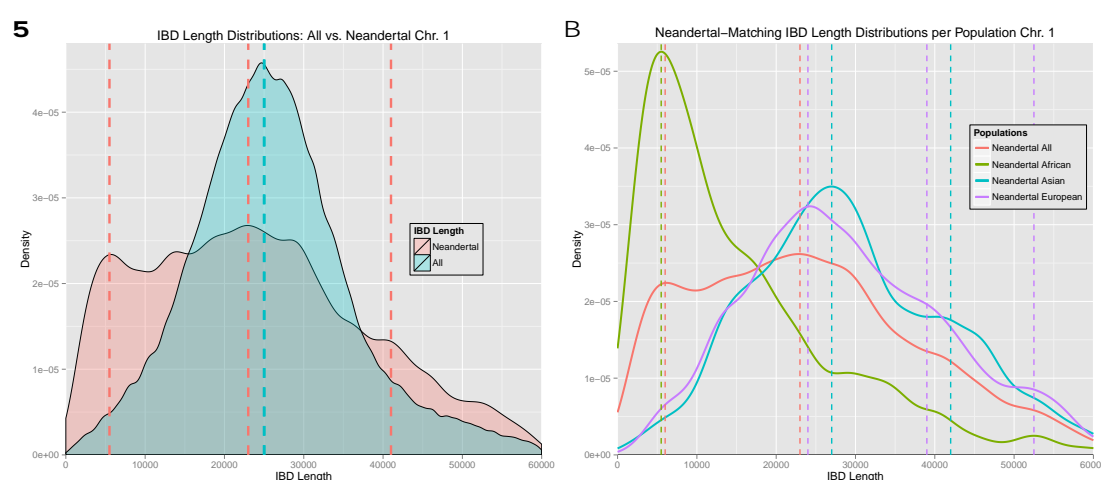 5
IBD Length Distributions: All vs. Neandertal Chr. 1
4e−05
3e−05
2e−05
1e−05
0e+00
Density
0 10000 20000 30000 40000 50000 60000
IBD Length
IBD Length
Neandertal
All
B
Neandertal−Matching IBD Length Distributions per Population Chr. 1
5e−05
4e−05
3e−05
2e−05
1e−05
0e+00
Density
0 10000 20000 30000 40000 50000 6000
IBD Length
Populations
Neandertal All
Neandertal African
Neandertal Asian
Neandertal European